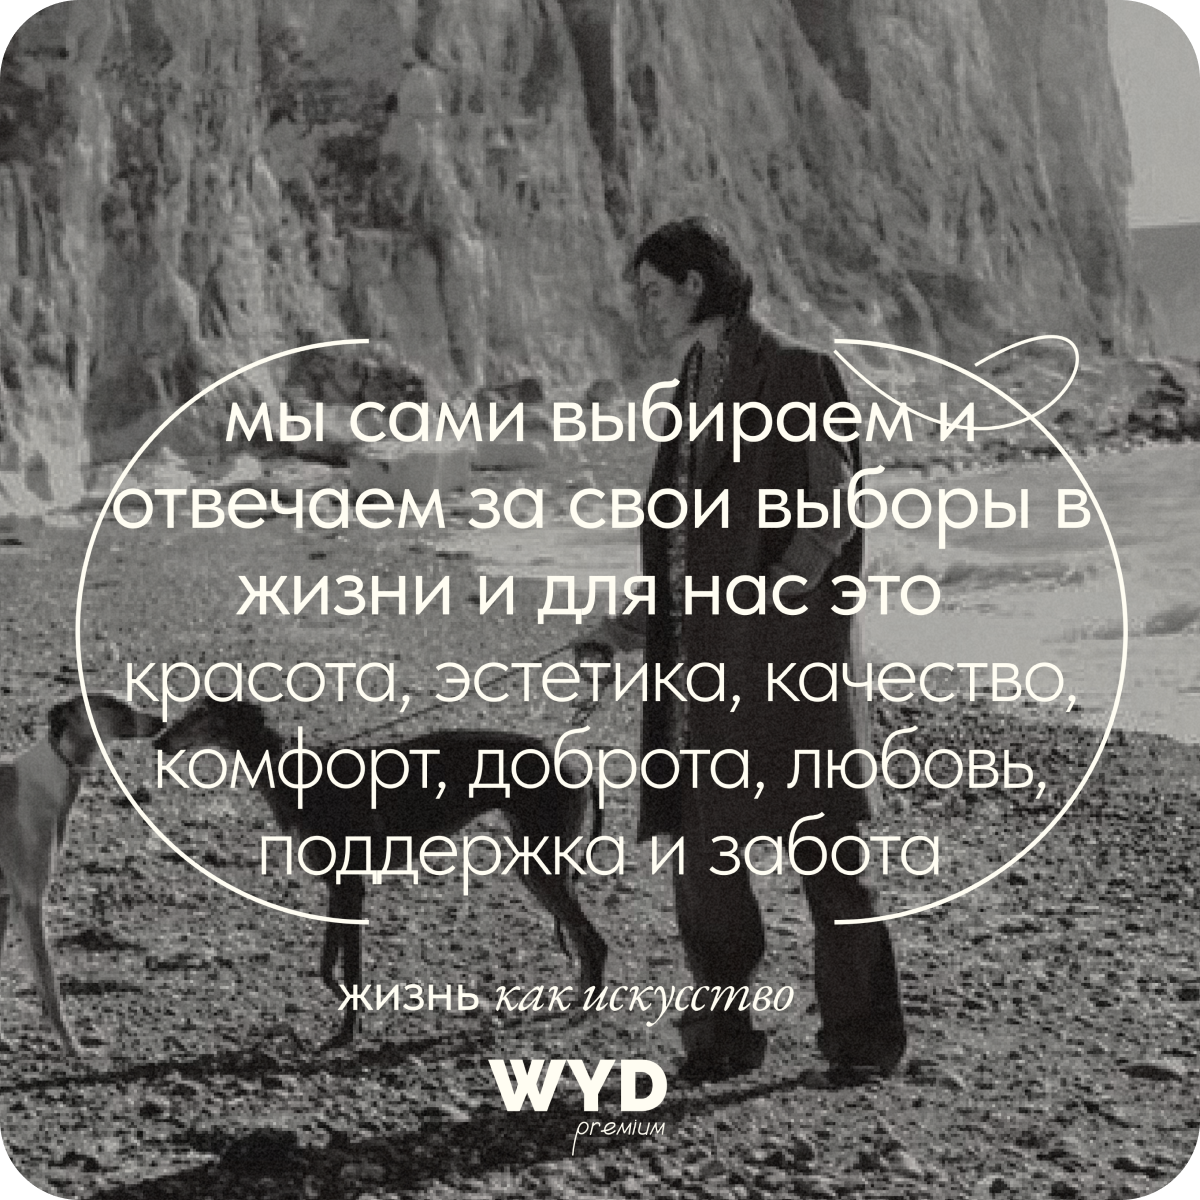 мы сами выбираем и
отвечаем за свои выборы в
жизни и для нас это
красота, эстетика, качество,
комфорт, доброта, любовь,
поддержка и забота
жизнь как искусство
WYD
premium